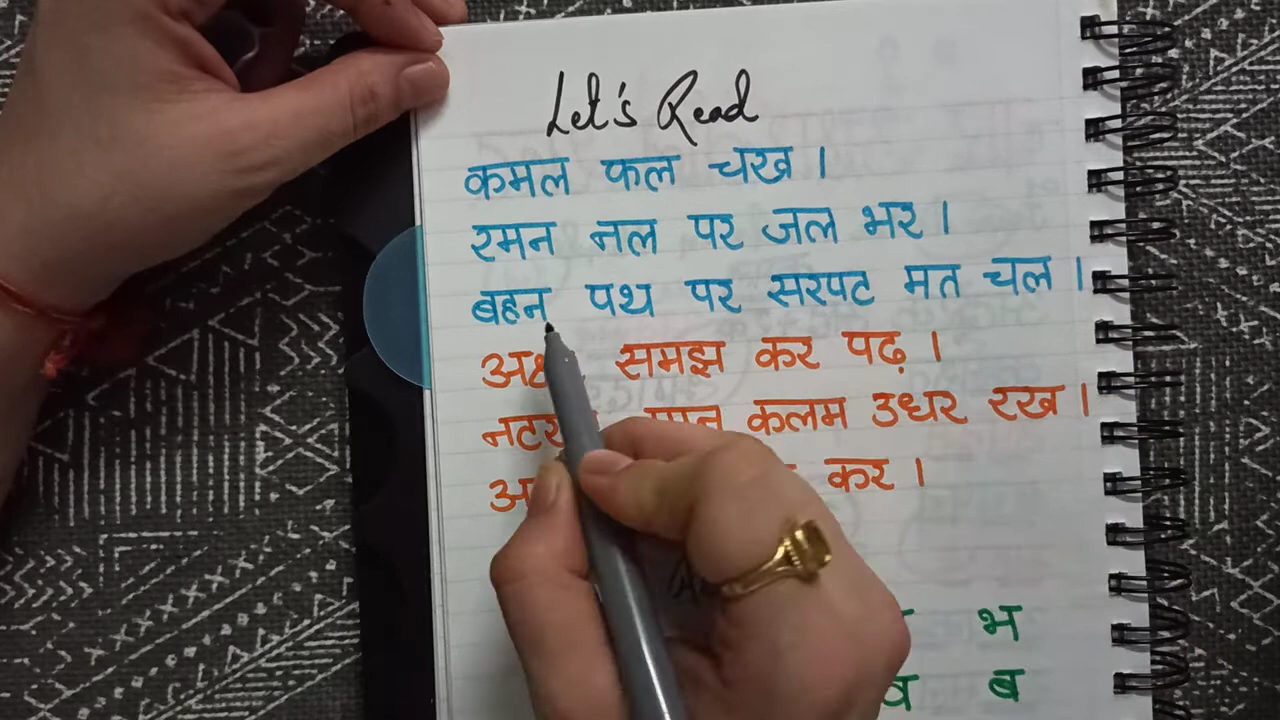 Let's Read
कमल फल चख ।
रमन नल पर जल भर ।
बहन पथ पर सरपट मत चल ।
समझ कर पढ़ ।
कलम उधर रख ।
कर ।
भ
व ब